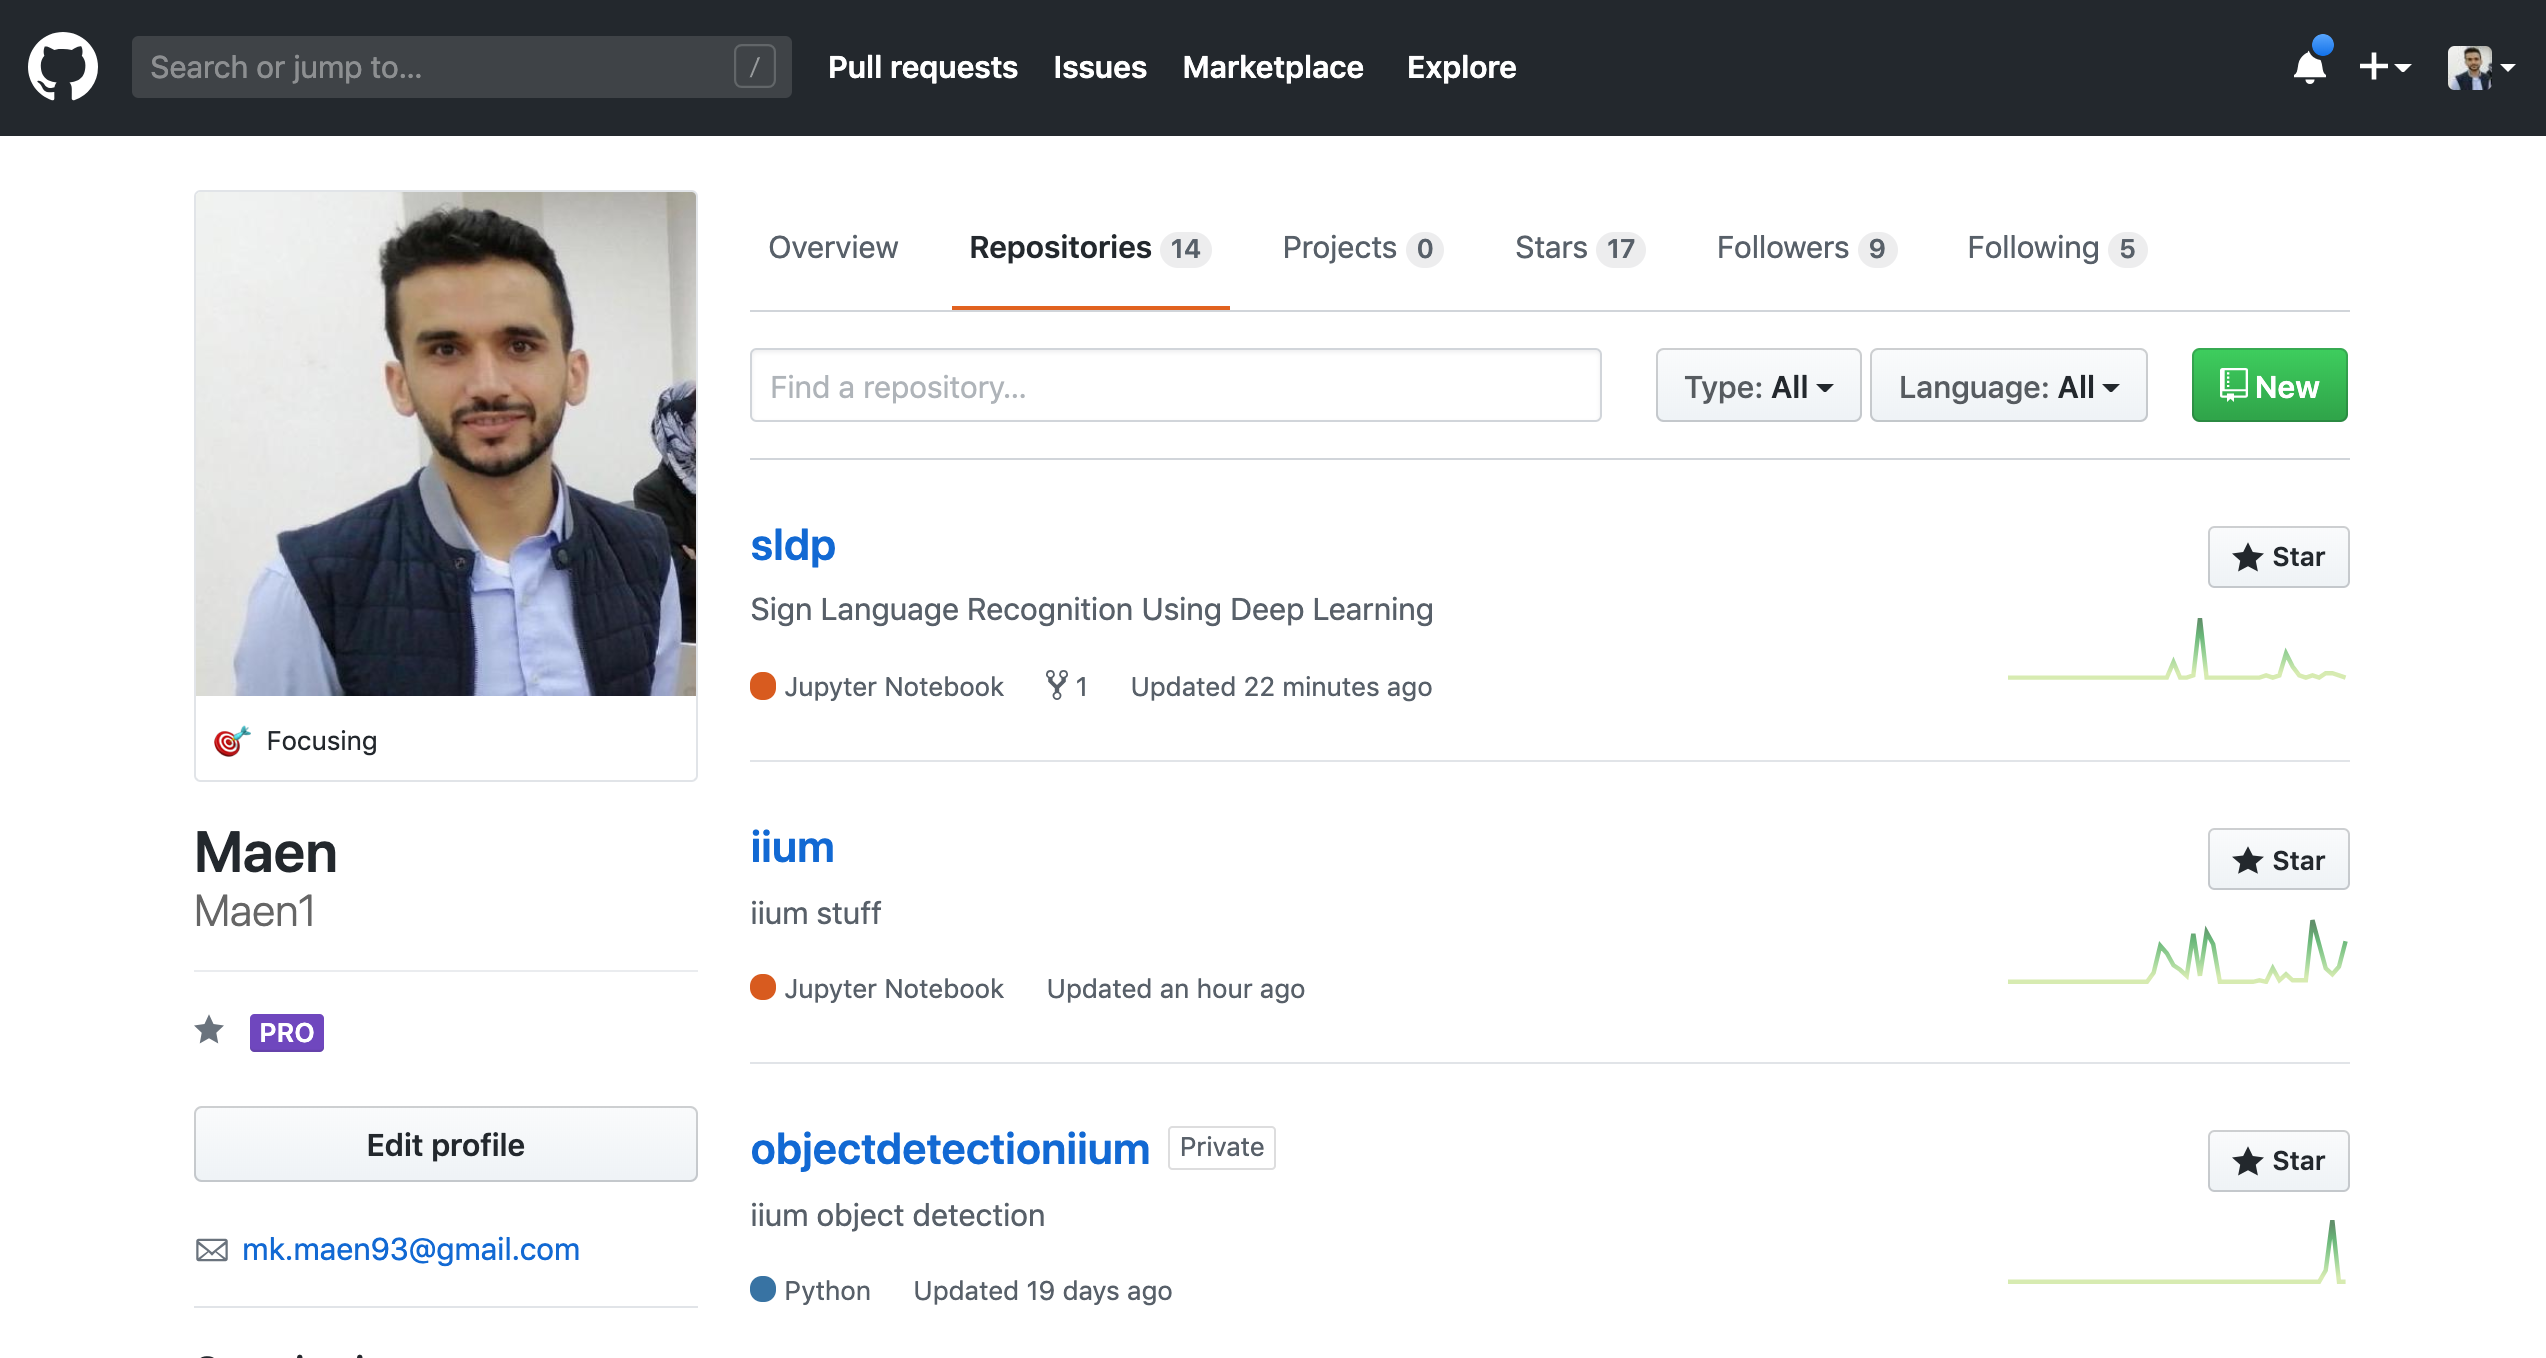 Search or jump to... /
Pull requests Issues Marketplace Explore
Overview Repositories 14 Projects 0 Stars 17 Followers 9 Following 5
Find a repository... Type: All Language: All New
sldp
Star
Sign Language Recognition Using Deep Learning
Jupyter Notebook 1 Updated 22 minutes ago
iium
Star
iium stuff
Jupyter Notebook Updated an hour ago
objectdetectioniium Private
Star
iium object detection
Python Updated 19 days ago
Focusing
Maen
Maen1
PRO
Edit profile
mk.maen93@gmail.com